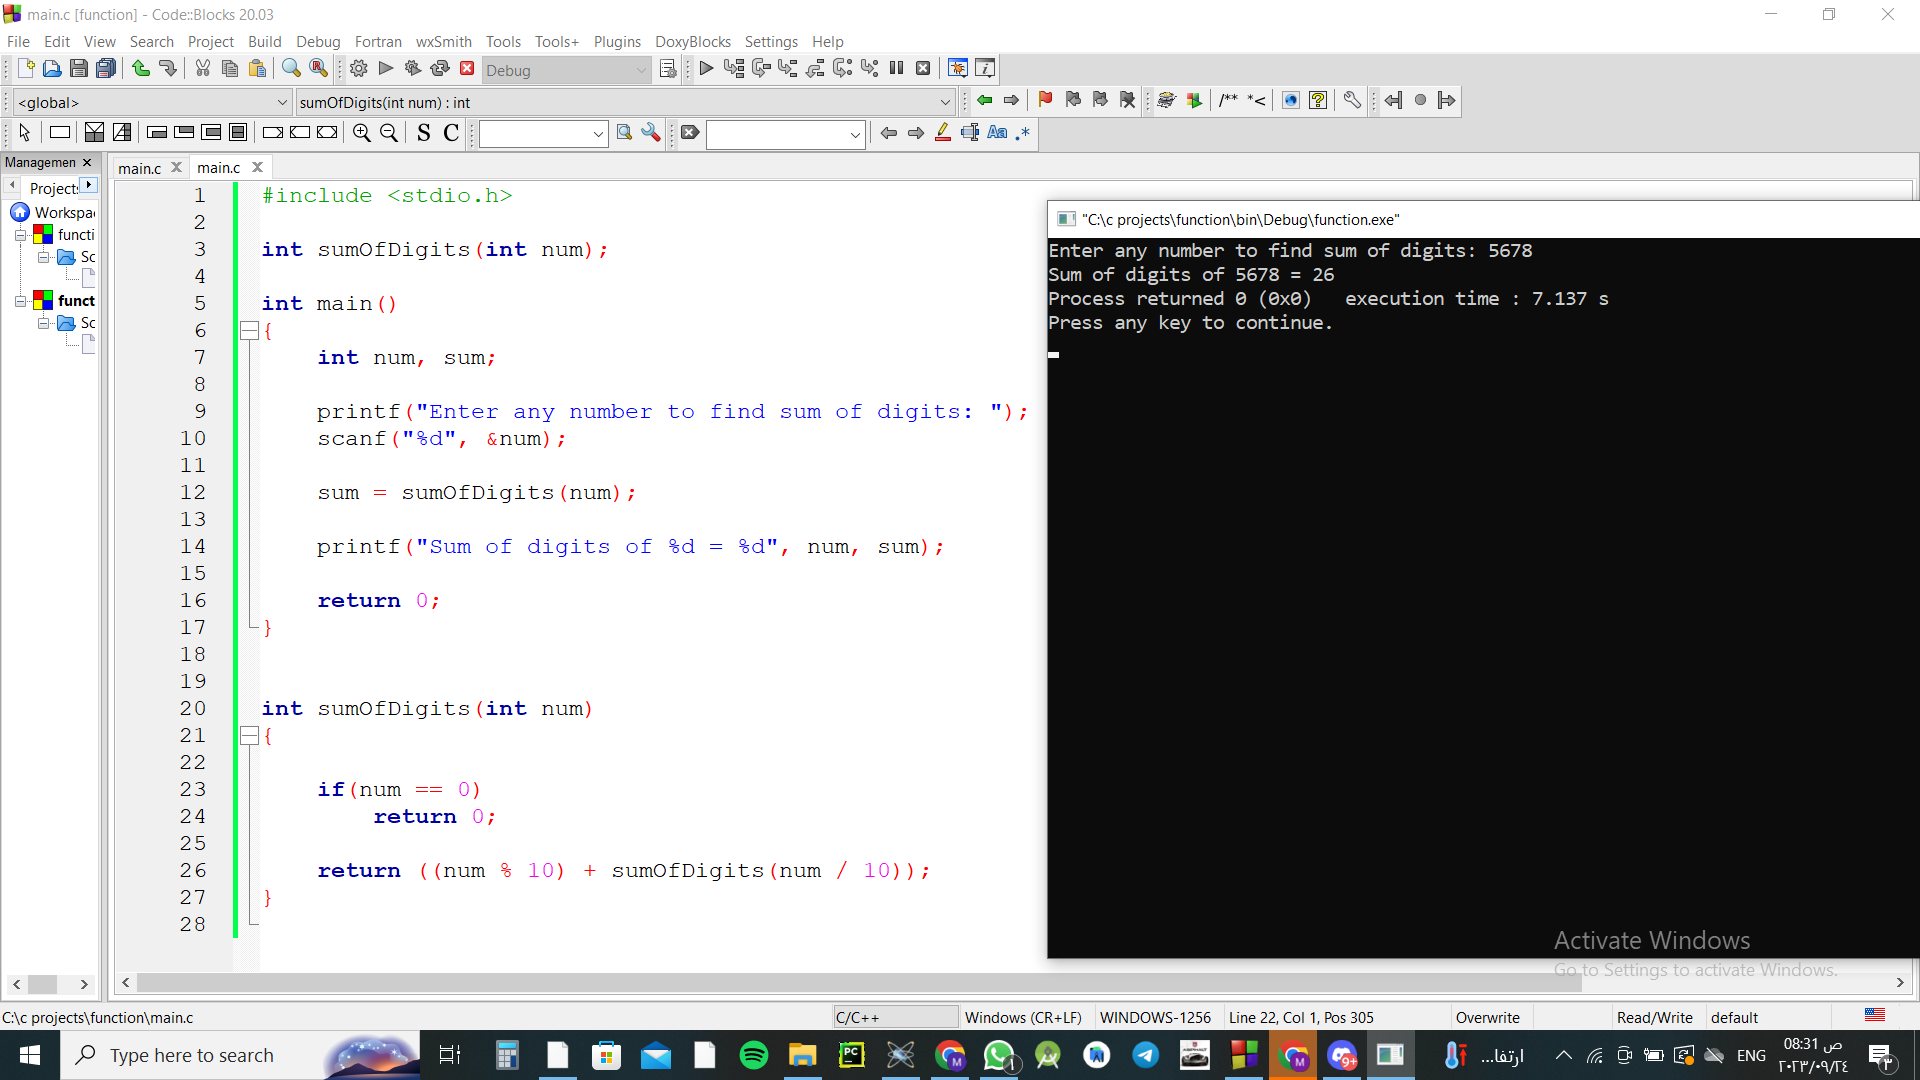 main.c [function] - Code::Blocks 20.03
File Edit View Search Project Build Debug Fortran wxSmith Tools Tools+ Plugins DoxyBlocks Settings Help
Debug
<global> sumOfDigits(int num) : int /** *<
S C Aa .*
Managemen
main.c main.c
Projects
Workspa
functi
Sc
funct
Sc
1 #include <stdio.h>
2
3 int sumOfDigits(int num);
4
5 int main()
6 {
7 int num, sum;
8
9 printf("Enter any number to find sum of digits: ");
10 scanf("%d", &num);
11
12 sum = sumOfDigits(num);
13
14 printf("Sum of digits of %d = %d", num, sum);
15
16 return 0;
17 }
18
19
20 int sumOfDigits(int num)
21 {
22
23 if(num == 0)
24 return 0;
25
26 return ((num % 10) + sumOfDigits(num / 10));
27 }
28
"C:\c projects\function\bin\Debug\function.exe"
Enter any number to find sum of digits: 5678
Sum of digits of 5678 = 26
Process returned 0 (0x0) execution time : 7.137 s
Press any key to continue.
Activate Windows
Go to Settings to activate Windows.
C:\c projects\function\main.c C/C++ Windows (CR+LF) WINDOWS-1256 Line 22, Col 1, Pos 305 Overwrite Read/Write default
Type here to search
PC
M
1
M
9+
ارتفا...
ENG
08:31 ص
٢٠٢٣/٠٩/٢٤
٣